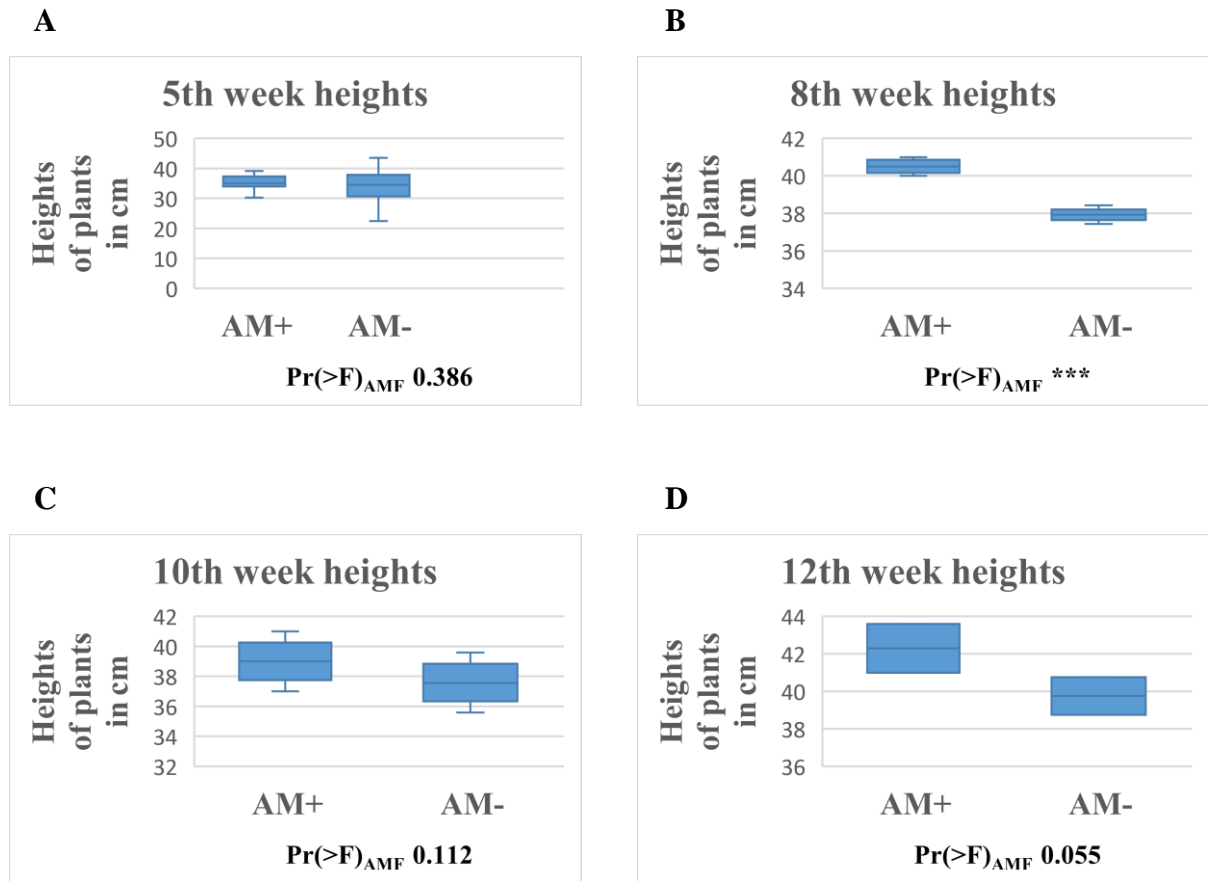 A
5th week heights
Heights
of plants
in cm
50
40
30
20
10
0
AM+ AM-
Pr(>F)AMF 0.386
B
8th week heights
Heights
of plants
in cm
42
40
38
36
34
AM+ AM-
Pr(>F)AMF ***
C
10th week heights
Heights
of plants
in cm
42
40
38
36
34
32
AM+ AM-
Pr(>F)AMF 0.112
D
12th week heights
Heights
of plants
in cm
44
42
40
38
36
AM+ AM-
Pr(>F)AMF 0.055